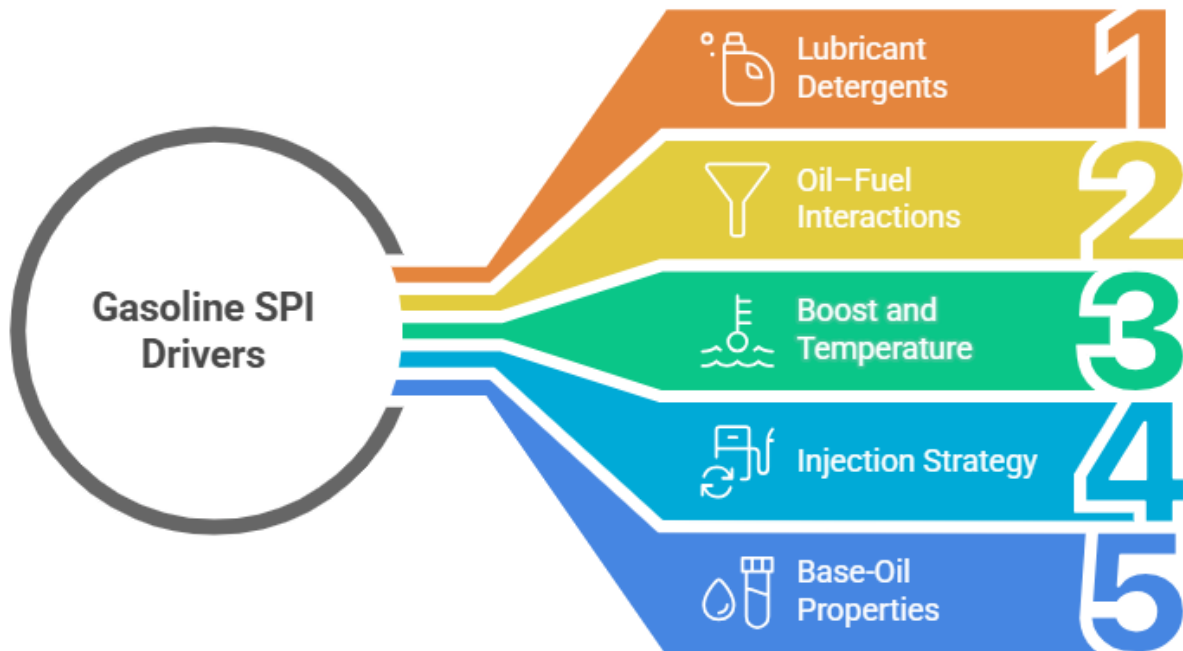 Gasoline SPI
Drivers
Lubricant
Detergents
1
Oil–Fuel
Interactions
2
Boost and
Temperature
3
Injection Strategy
4
Base-Oil
Properties
5